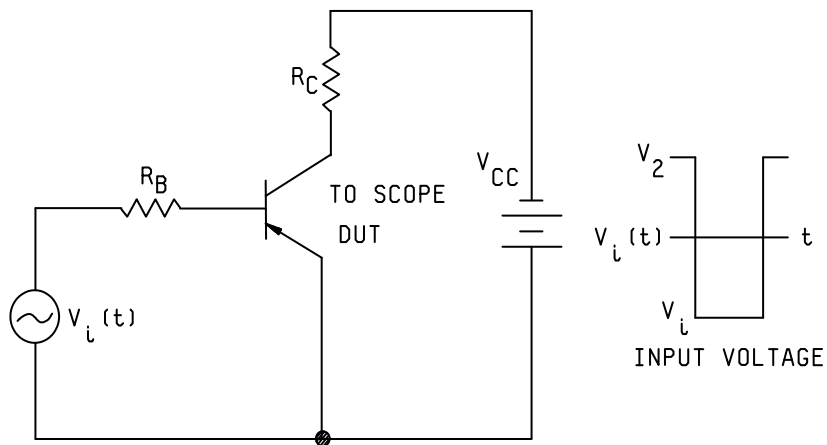 R_C
V_CC
R_B
TO SCOPE
DUT
V_i(t)
V_2
V_i(t)
t
V_i
INPUT VOLTAGE